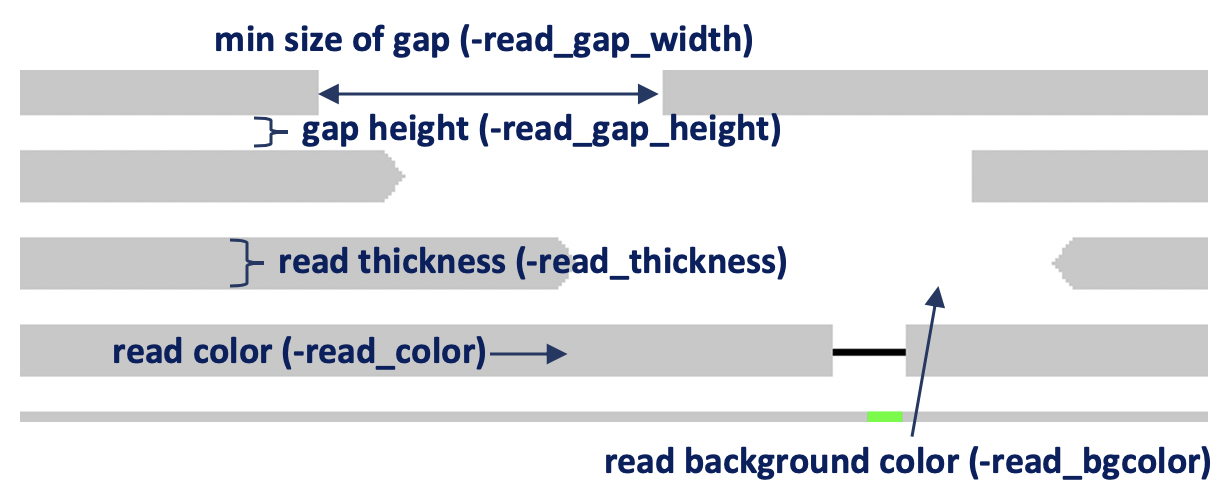 min size of gap (-read_gap_width)
gap height (-read_gap_height)
read thickness (-read_thickness)
read color (-read_color)
read background color (-read_bgcolor)